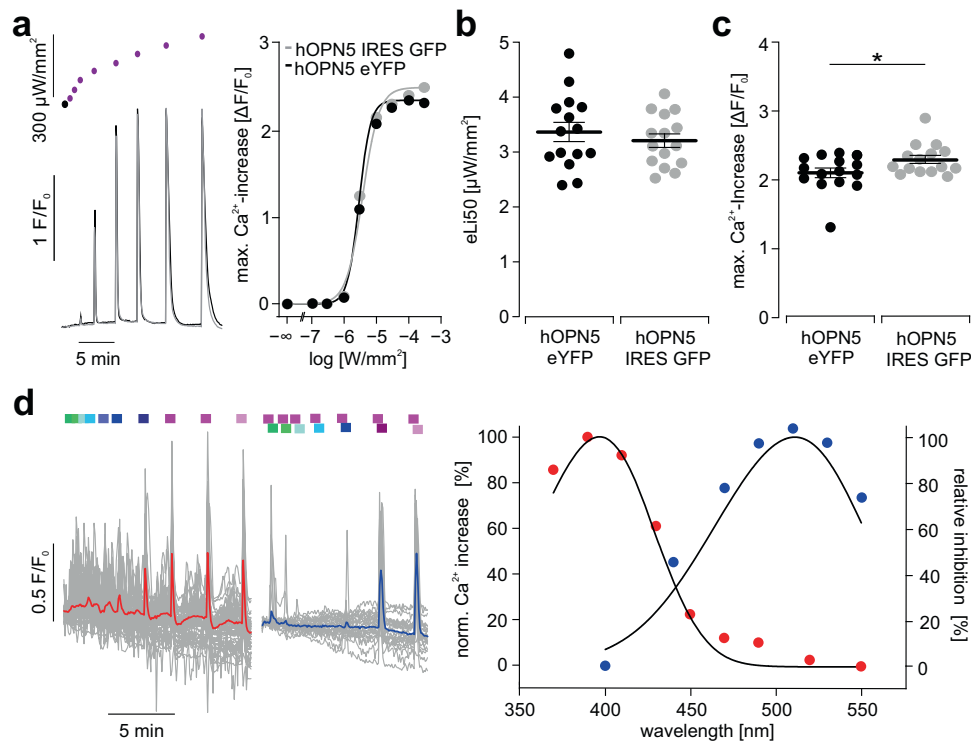 a
300 µW/mm²
1 F/F₀
5 min
hOPN5 IRES GFP
hOPN5 eYFP
max. Ca²⁺-increase [ΔF/F₀]
3
2
1
0
−∞ −7 −6 −5 −4 −3
log [W/mm²]
b
eLi50 [µW/mm²]
5
4
3
2
1
0
hOPN5 hOPN5
eYFP IRES GFP
c
max. Ca²⁺-Increase [ΔF/F₀]
*
4
3
2
1
0
hOPN5 hOPN5
eYFP IRES GFP
d
0.5 F/F₀
5 min
norm. Ca²⁺ increase [%]
100
80
60
40
20
0
relative inhibition
[%]
100
80
60
40
20
0
350 400 450 500 550
wavelength [nm]